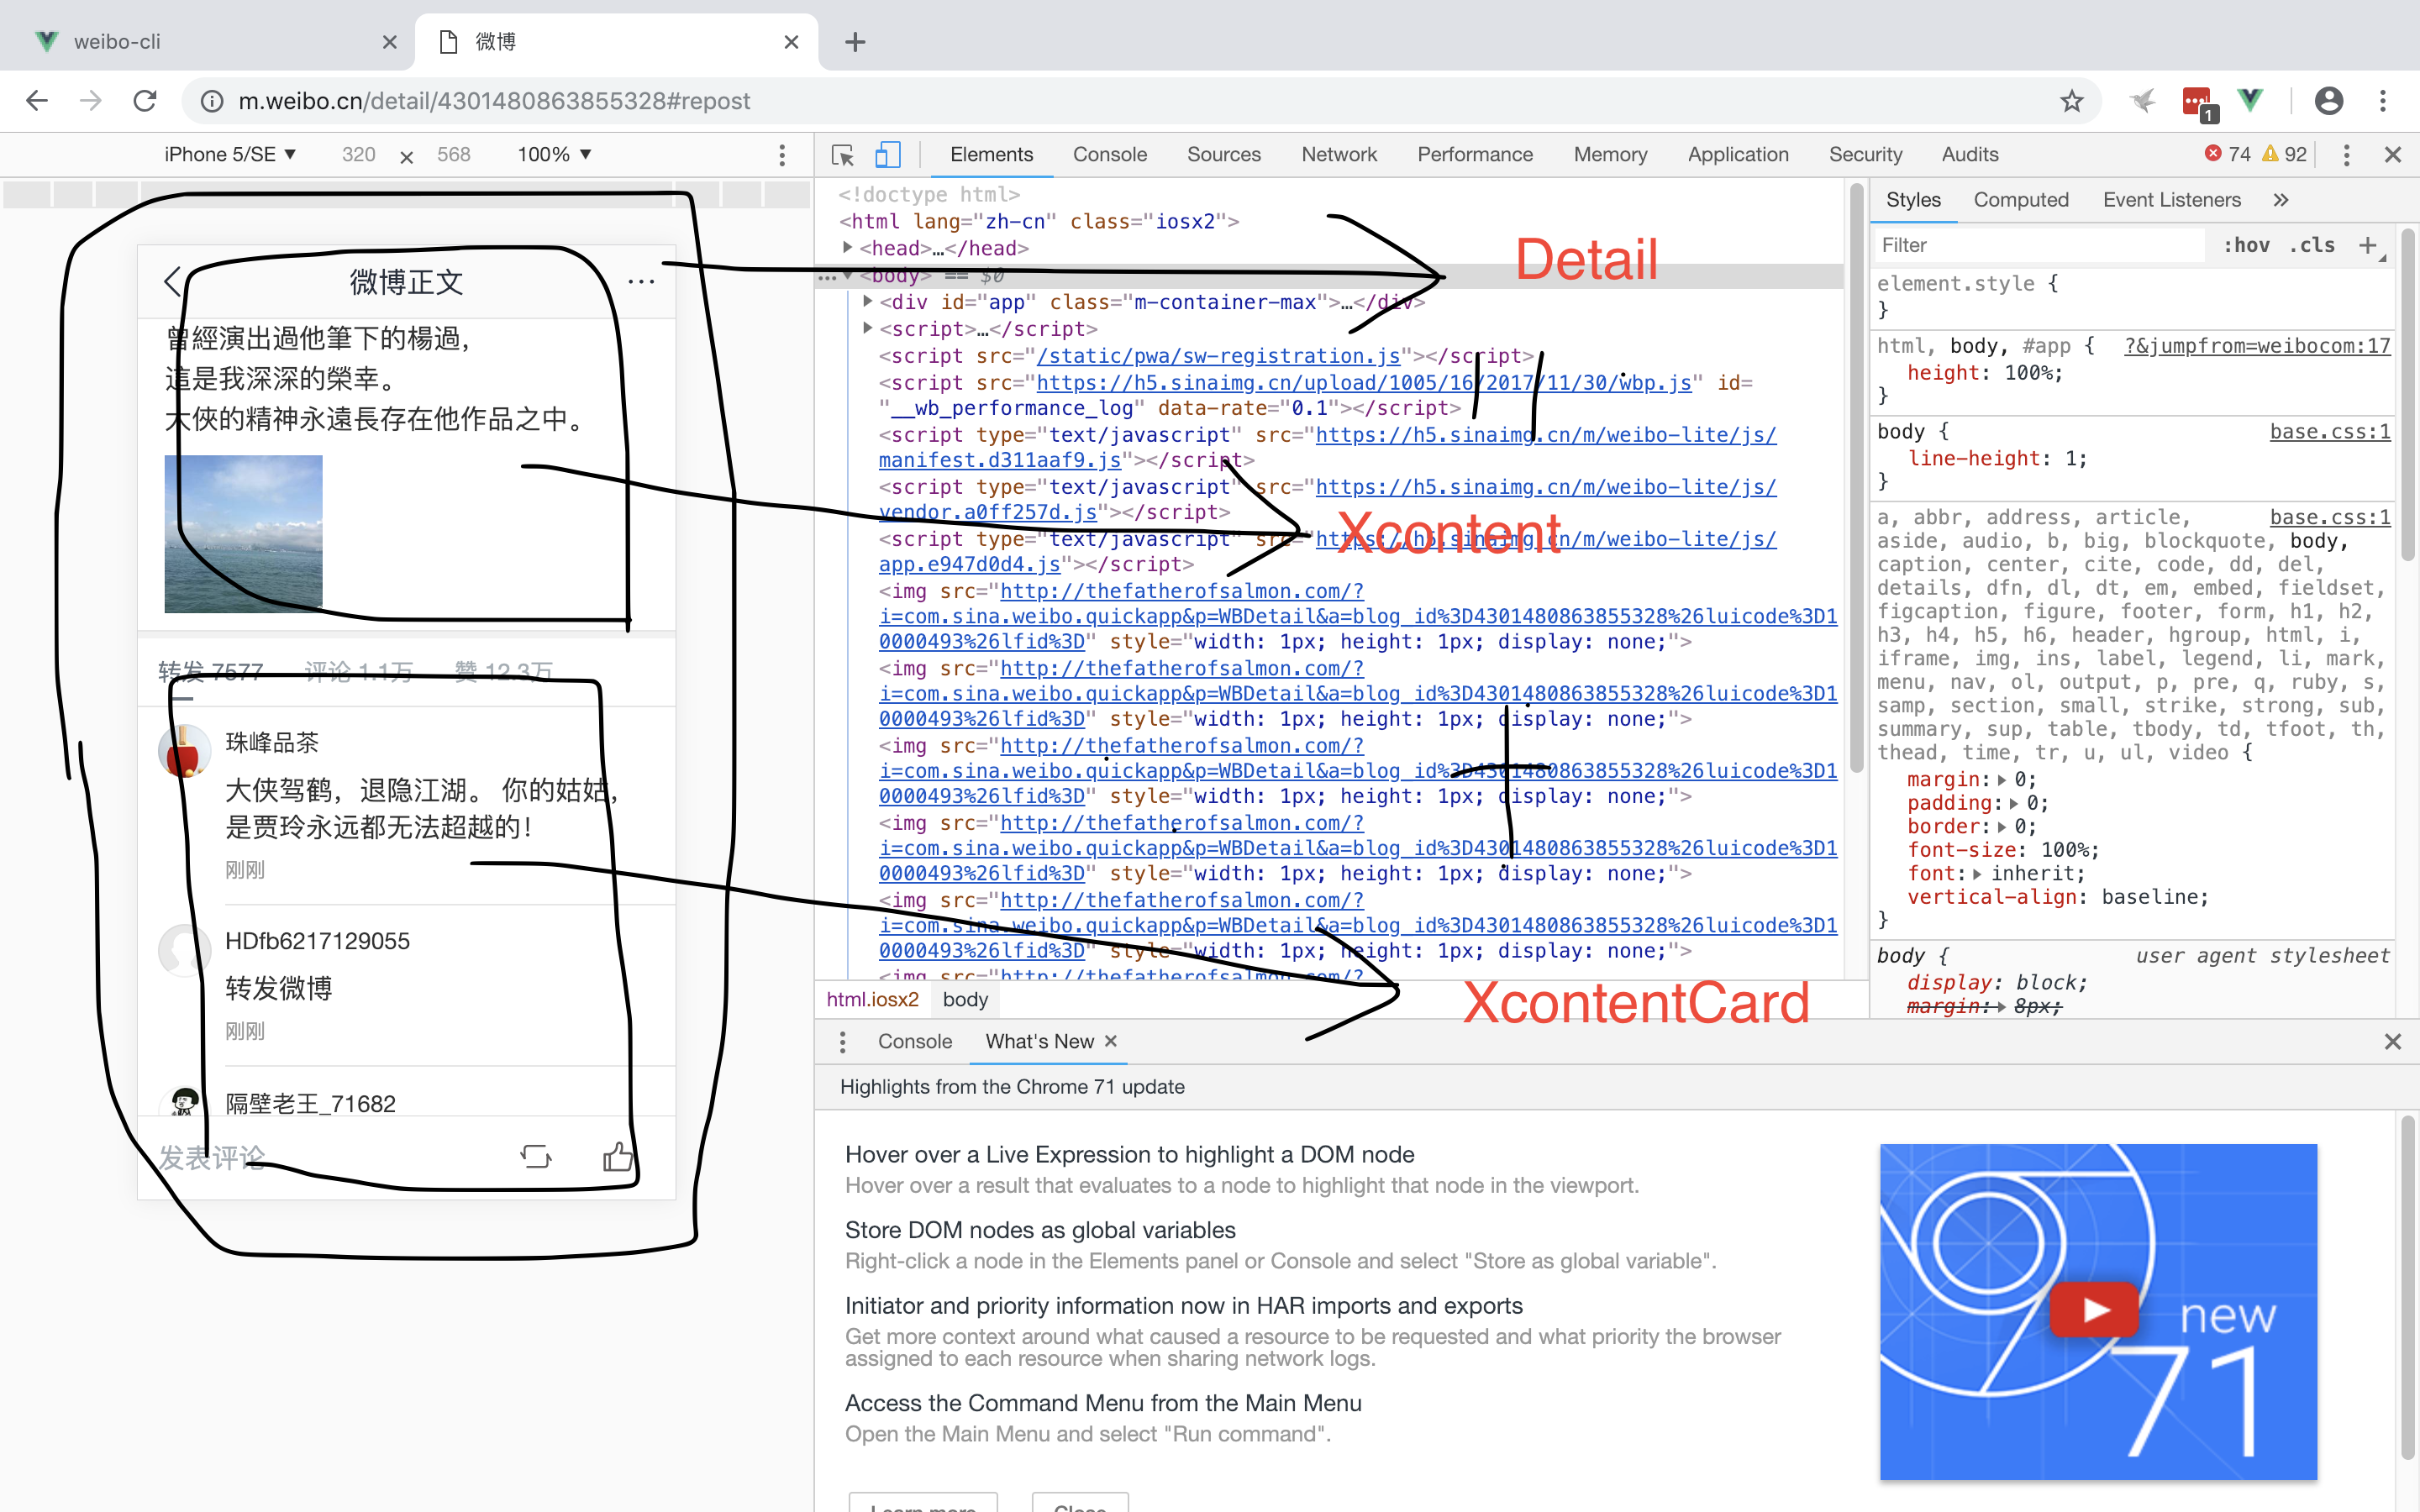 weibo-cli
微博
m.weibo.cn/detail/4301480863855328#repost
1
iPhone 5/SE ▼ 320 × 568 100% ▼
Elements Console Sources Network Performance Memory Application Security Audits 74 92
微博正文
曾經演出過他筆下的楊過，
這是我深深的榮幸。
大俠的精神永遠長存在他作品之中。
转发 7577 评论 1.1万 赞 12.3万
珠峰品茶
大侠驾鹤，退隐江湖。 你的姑姑，
是贾玲永远都无法超越的！
刚刚
HDfb6217129055
转发微博
刚刚
隔壁老王_71682
发表评论
<!doctype html>
<html lang="zh-cn" class="iosx2">
<head>…</head>
<body> == $0
<div id="app" class="m-container-max">…</div>
<script>…</script>
<script src="/static/pwa/sw-registration.js"></script>
<script src="https://h5.sinaimg.cn/upload/1005/16/2017/11/30/wbp.js" id=
"__wb_performance_log" data-rate="0.1"></script>
<script type="text/javascript" src="https://h5.sinaimg.cn/m/weibo-lite/js/
manifest.d311aaf9.js"></script>
<script type="text/javascript" src="https://h5.sinaimg.cn/m/weibo-lite/js/
vendor.a0ff257d.js"></script>
<script type="text/javascript" src="https://h5.sinaimg.cn/m/weibo-lite/js/
app.e947d0d4.js"></script>
<img src="http://thefatherofsalmon.com/?
i=com.sina.weibo.quickapp&p=WBDetail&a=blog_id%3D4301480863855328%26luicode%3D1
0000493%26lfid%3D" style="width: 1px; height: 1px; display: none;">
<img src="http://thefatherofsalmon.com/?
i=com.sina.weibo.quickapp&p=WBDetail&a=blog_id%3D4301480863855328%26luicode%3D1
0000493%26lfid%3D" style="width: 1px; height: 1px; display: none;">
<img src="http://thefatherofsalmon.com/?
i=com.sina.weibo.quickapp&p=WBDetail&a=blog_id%3D4301480863855328%26luicode%3D1
0000493%26lfid%3D" style="width: 1px; height: 1px; display: none;">
<img src="http://thefatherofsalmon.com/?
i=com.sina.weibo.quickapp&p=WBDetail&a=blog_id%3D4301480863855328%26luicode%3D1
0000493%26lfid%3D" style="width: 1px; height: 1px; display: none;">
<img src="http://thefatherofsalmon.com/?
i=com.sina.weibo.quickapp&p=WBDetail&a=blog_id%3D4301480863855328%26luicode%3D1
0000493%26lfid%3D" style="width: 1px; height: 1px; display: none;">
<img src="http://thefatherofsalmon.com/?
Detail
Xcontent
XcontentCard
html.iosx2 body
Styles Computed Event Listeners »
Filter :hov .cls +
element.style {
}
html, body, #app { ?&jumpfrom=weibocom:17
height: 100%;
}
body { base.css:1
line-height: 1;
}
a, abbr, address, article, base.css:1
aside, audio, b, big, blockquote, body,
caption, center, cite, code, dd, del,
details, dfn, dl, dt, em, embed, fieldset,
figcaption, figure, footer, form, h1, h2,
h3, h4, h5, h6, header, hgroup, html, i,
iframe, img, ins, label, legend, li, mark,
menu, nav, ol, output, p, pre, q, ruby, s,
samp, section, small, strike, strong, sub,
summary, sup, table, tbody, td, tfoot, th,
thead, time, tr, u, ul, video {
margin: 0;
padding: 0;
border: 0;
font-size: 100%;
font: inherit;
vertical-align: baseline;
}
body { user agent stylesheet
display: block;
margin: 8px;
Console What's New ×
Highlights from the Chrome 71 update
Hover over a Live Expression to highlight a DOM node
Hover over a result that evaluates to a node to highlight that node in the viewport.
Store DOM nodes as global variables
Right-click a node in the Elements panel or Console and select "Store as global variable".
Initiator and priority information now in HAR imports and exports
Get more context around what caused a resource to be requested and what priority the browser
assigned to each resource when sharing network logs.
Access the Command Menu from the Main Menu
Open the Main Menu and select "Run command".
Learn more Close
new
71